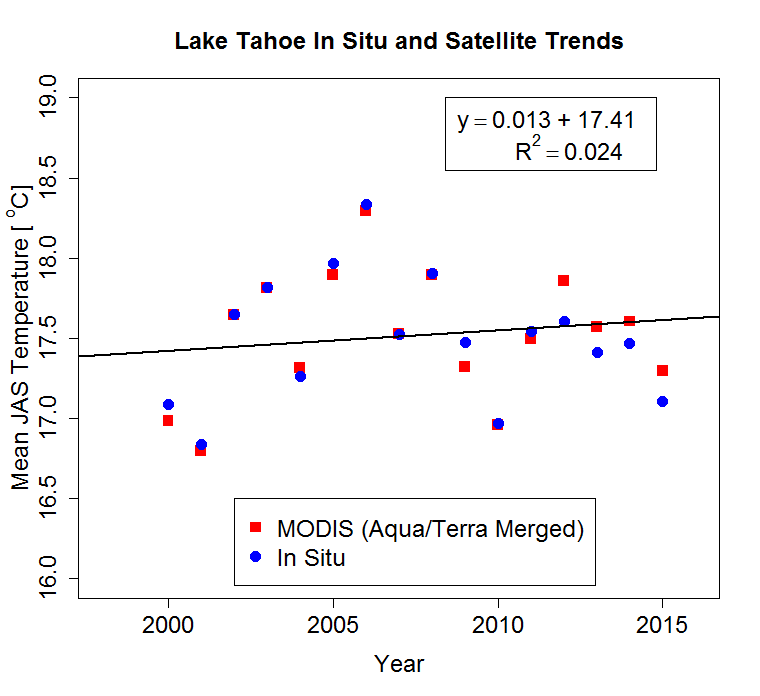 Lake Tahoe In Situ and Satellite Trends
Mean JAS Temperature [ °C]
19.0
18.5
18.0
17.5
17.0
16.5
16.0
y = 0.013 + 17.41
R² = 0.024
MODIS (Aqua/Terra Merged)
In Situ
2000 2005 2010 2015
Year